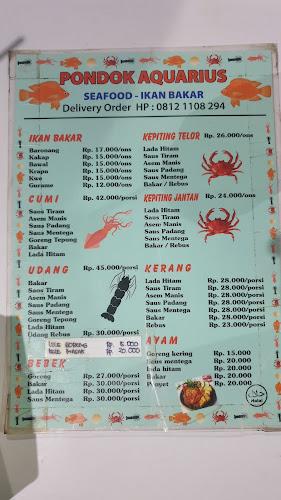 PONDOK AQUARIUS
SEAFOOD - IKAN BAKAR
Delivery Order HP : 0812 1108 294
IKAN BAKAR
Baronang Rp. 17.000/ons
Kakap Rp. 15.000/ons
Bawal Rp. 15.000/ons
Krapu Rp. 15.000/ons
Kwe Rp. 15.000/ons
Gurame Rp. 12.000/ons
CUMI Rp. 42.000/porsi
Saus Tiram
Asem Manis
Saus Padang
Saus Mentega
Goreng Tepung
Bakar
Lada Hitam
UDANG Rp. 45.000/porsi
Bakar
Saos Tiram
Asem Manis
Saus Padang
Saus Mentega
Goreng Tepung
Lada Hitam
Udang Rebus Rp. 30.000/porsi
BEBEK
Goreng Rp. 27.000/porsi
Bakar Rp. 30.000/porsi
Lada Hitam Rp. 30.000/porsi
Saus Mentega Rp. 30.000/porsi
KEPITING TELOR Rp. 26.000/ons
Lada Hitam
Saus Tiram
Asem Manis
Saus Padang
Saus Mentega
Bakar / Rebus
KEPITING JANTAN Rp. 24.000/ons
Lada Hitam
Saus Tiram
Asem Manis
Saus Padang
Saus Mentega
Bakar / Rebus
KERANG
Lada Hitam Rp. 28.000/porsi
Saus Tiram Rp. 28.000/porsi
Asem Manis Rp. 28.000/porsi
Saus Padang Rp. 28.000/porsi
Saus Mentega Rp. 28.000/porsi
Bakar Rp. 28.000/porsi
Rebus Rp. 23.000/porsi
AYAM
Goreng kering Rp. 15.000
Saos mentega Rp. 20.000
lada hitam Rp. 20.000
Bakar Rp. 20.000
Penyet Rp. 20.000
Halal